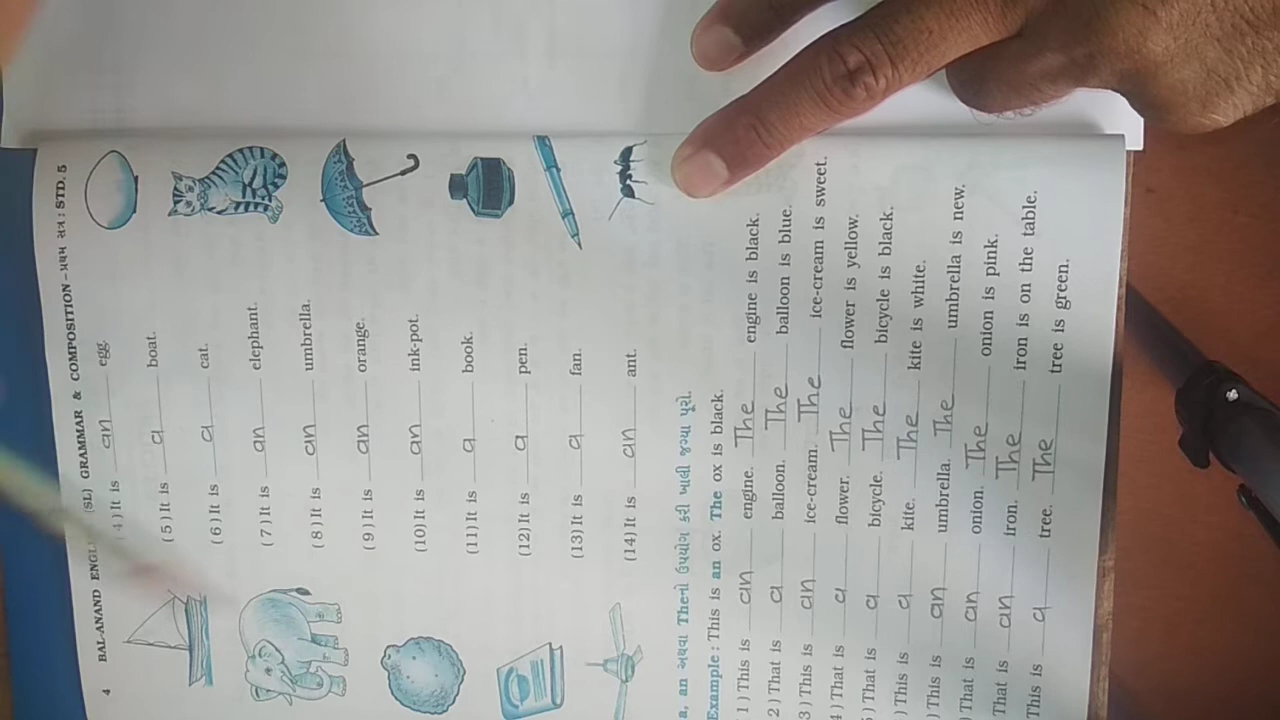 4 BAL-ANAND ENGL (SL) GRAMMAR & COMPOSITION – પ્રથમ સત્ર : STD. 5
4 ) It is an egg.
( 5 ) It is a boat.
( 6 ) It is a cat.
( 7 ) It is an elephant.
( 8 ) It is an umbrella.
( 9 ) It is an orange.
(10) It is an ink-pot.
(11) It is a book.
(12) It is a pen.
(13) It is a fan.
(14) It is an ant.
a, an અથવા Theનો ઉપયોગ કરી ખાલી જગ્યા પૂરો.
Example : This is an ox. The ox is black.
1 ) This is an engine. The engine is black.
2 ) That is a balloon. The balloon is blue.
3 ) This is an ice-cream. The ice-cream is sweet.
4 ) That is a flower. The flower is yellow.
) That is a bicycle. The bicycle is black.
) This is a kite. The kite is white.
) This is an umbrella. The umbrella is new.
) That is an onion. The onion is pink.
That is an iron. The iron is on the table.
This is a tree. The tree is green.